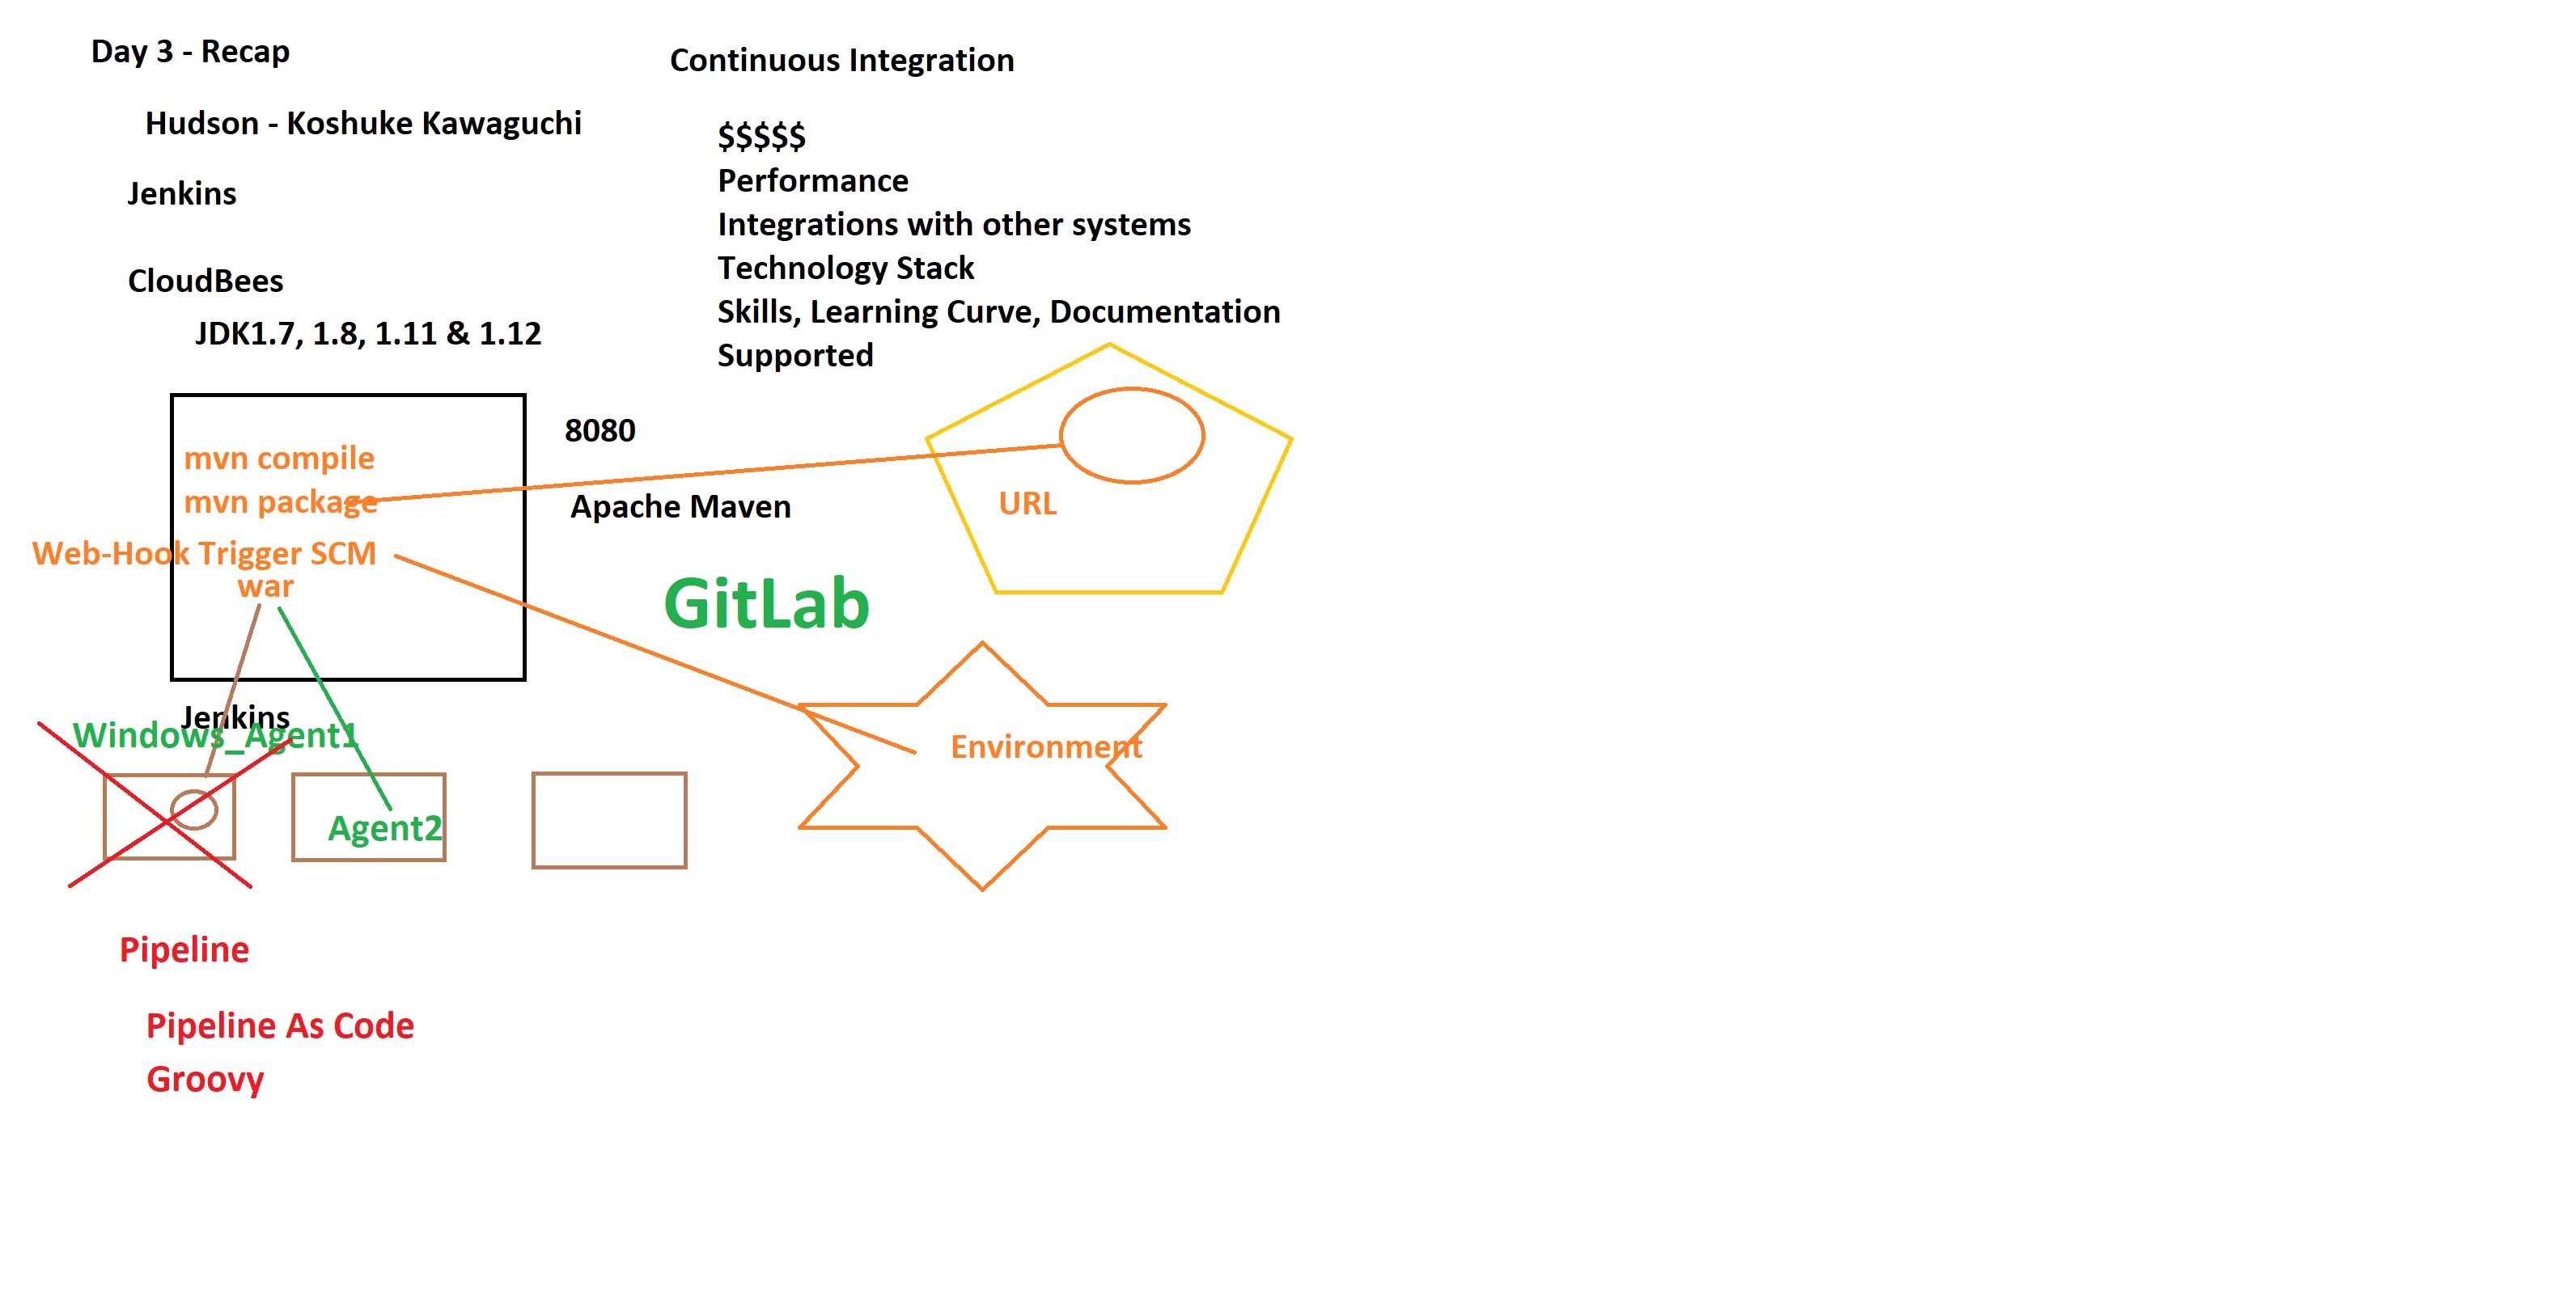 Day 3 - Recap
Hudson - Koshuke Kawaguchi
Jenkins
CloudBees
JDK1.7, 1.8, 1.11 & 1.12
Continuous Integration
$$$$$
Performance
Integrations with other systems
Technology Stack
Skills, Learning Curve, Documentation
Supported
mvn compile
mvn package
Web-Hook Trigger SCM
war
8080
Apache Maven
URL
GitLab
Environment
Jenkins
Windows_Agent1
Agent2
Pipeline
Pipeline As Code
Groovy